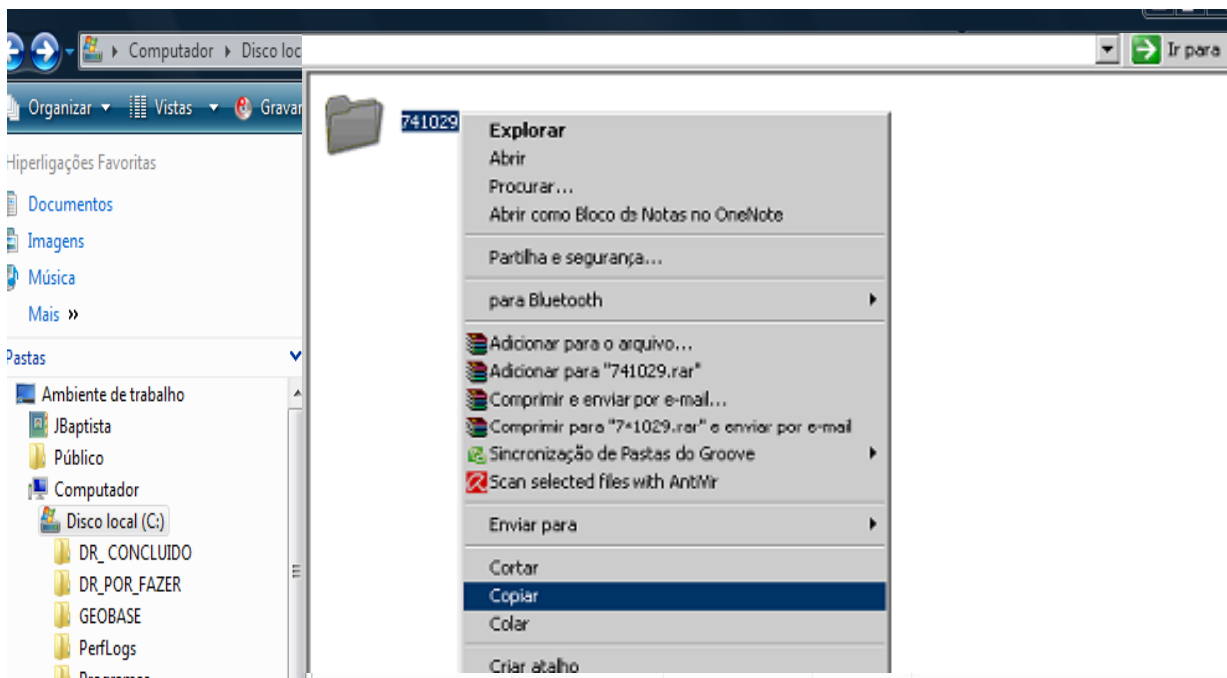 Computador Disco loc
Ir para
Organizar Vistas Gravar
Hiperligações Favoritas
Documentos
Imagens
Música
Mais »
Pastas
Ambiente de trabalho
JBaptista
Público
Computador
Disco local (C:)
DR_ CONCLUIDO
DR_POR_FAZER
GEOBASE
PerfLogs
Programas
741029
Explorar
Abrir
Procurar...
Abrir como Bloco de Notas no OneNote
Partilha e segurança...
para Bluetooth
Adicionar para o arquivo...
Adicionar para "741029.rar"
Comprimir e enviar por e-mail...
Comprimir para "741029.rar" e enviar por e-mail
Sincronização de Pastas do Groove
Scan selected files with AntiVir
Enviar para
Cortar
Copiar
Colar
Criar atalho